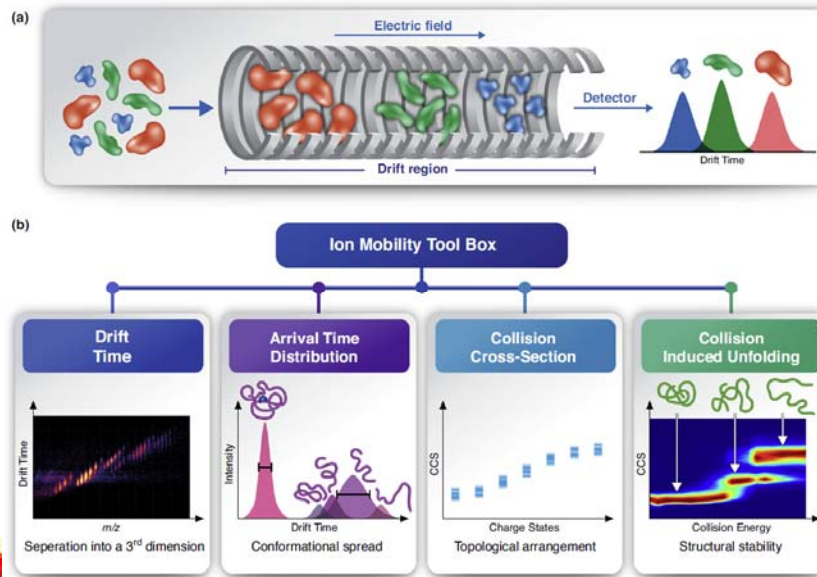 (a)
Electric field
Detector
Drift region
Drift Time
(b)
Ion Mobility Tool Box
Drift
Time
Drift Time
m/z
Seperation into a 3rd dimension
Arrival Time
Distribution
Intensity
Drift Time
Conformational spread
Collision
Cross-Section
CCS
Charge States
Topological arrangement
Collision
Induced Unfolding
CCS
Collision Energy
Structural stability